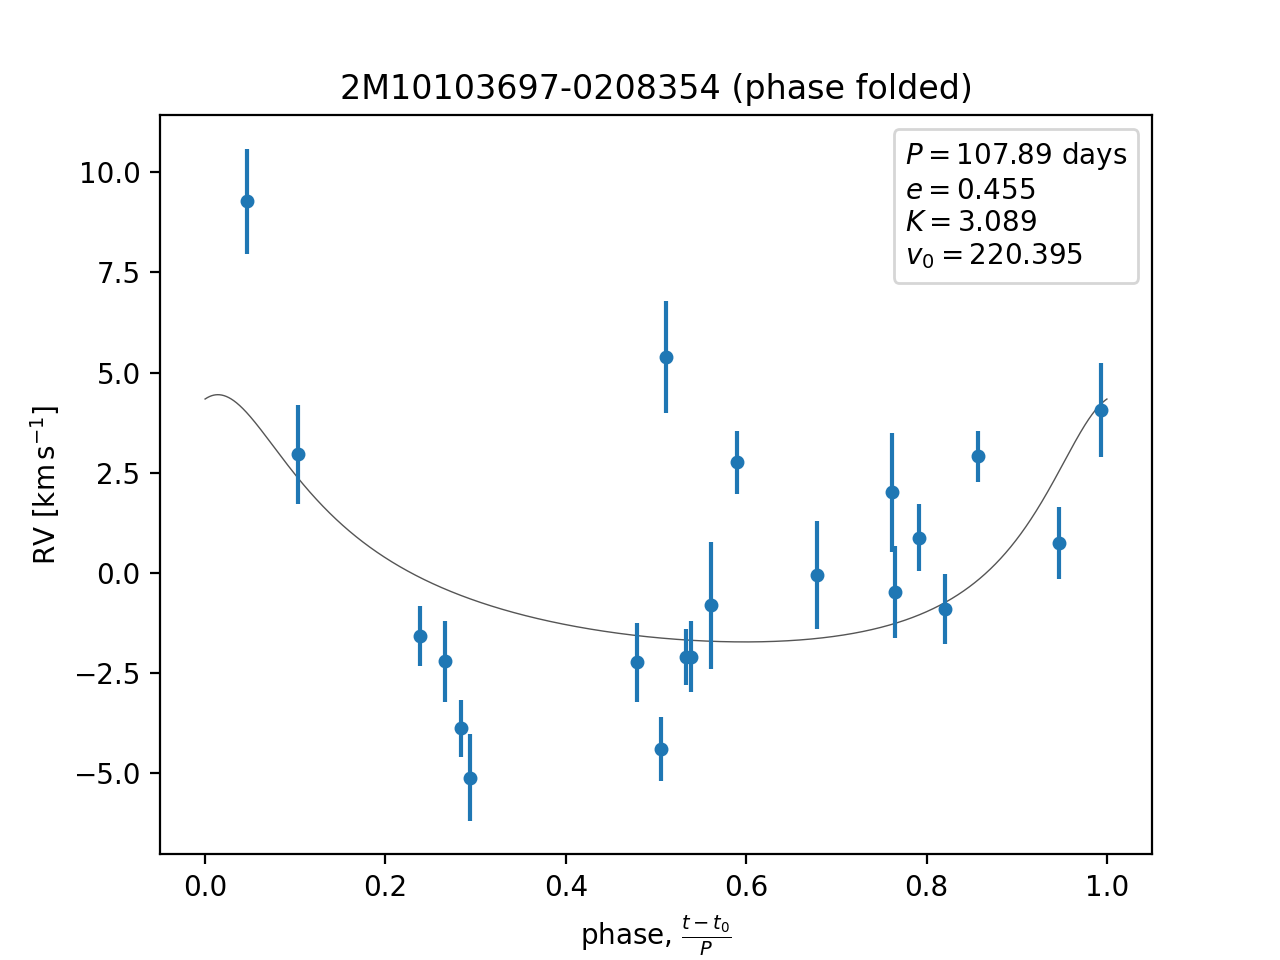 2M10103697-0208354 (phase folded)
P = 107.89 days
e = 0.455
K = 3.089
v₀ = 220.395
10.0
7.5
5.0
2.5
0.0
−2.5
−5.0
RV [km s⁻¹]
0.0 0.2 0.4 0.6 0.8 1.0
phase, (t − t₀)/P